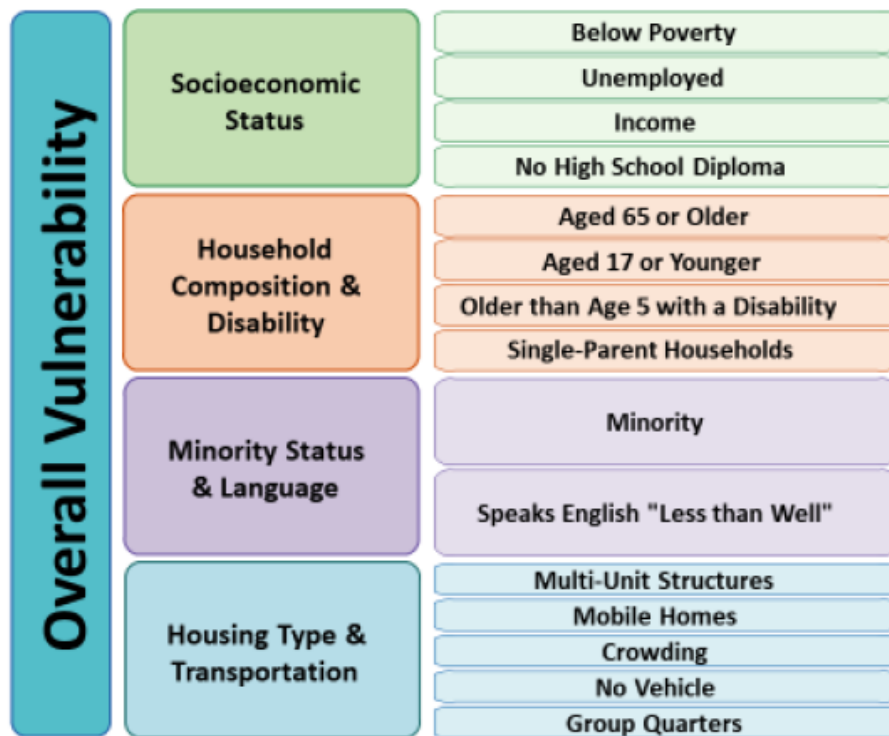 Overall Vulnerability
Socioeconomic
Status
Below Poverty
Unemployed
Income
No High School Diploma
Household
Composition &
Disability
Aged 65 or Older
Aged 17 or Younger
Older than Age 5 with a Disability
Single-Parent Households
Minority Status
& Language
Minority
Speaks English "Less than Well"
Housing Type &
Transportation
Multi-Unit Structures
Mobile Homes
Crowding
No Vehicle
Group Quarters